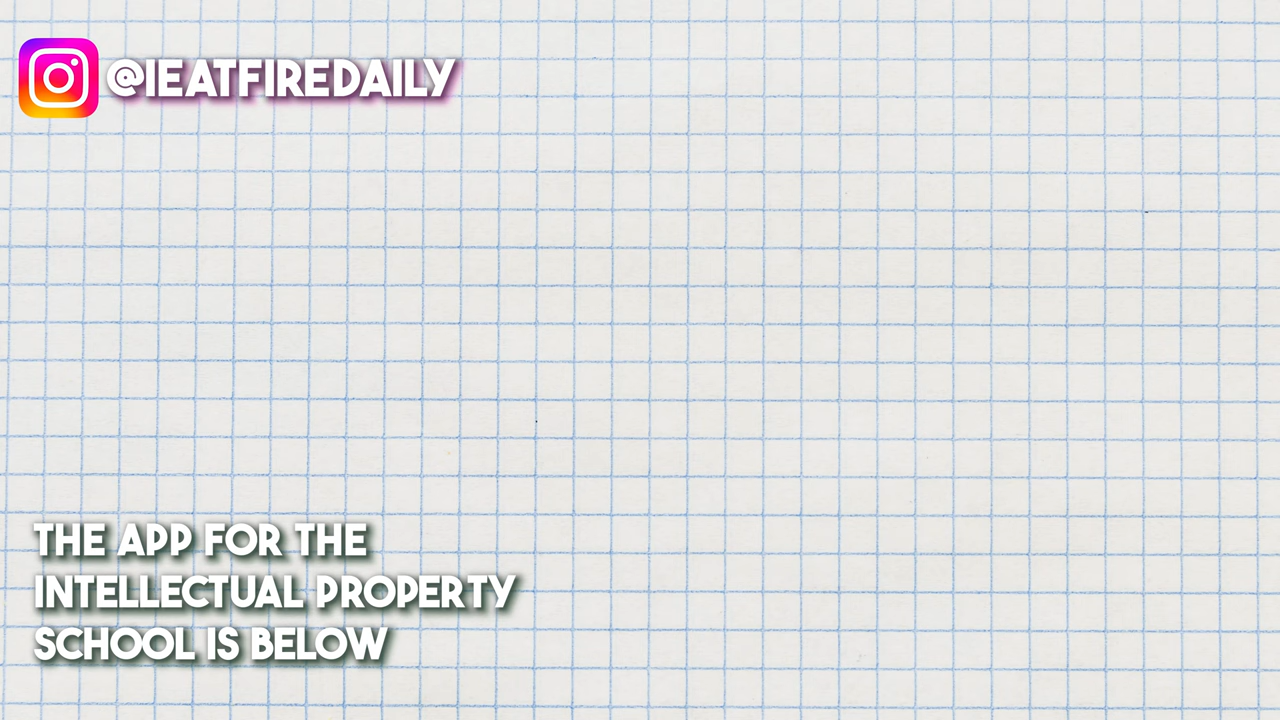 @IEATFIREDAILY
THE APP FOR THE
INTELLECTUAL PROPERTY
SCHOOL IS BELOW